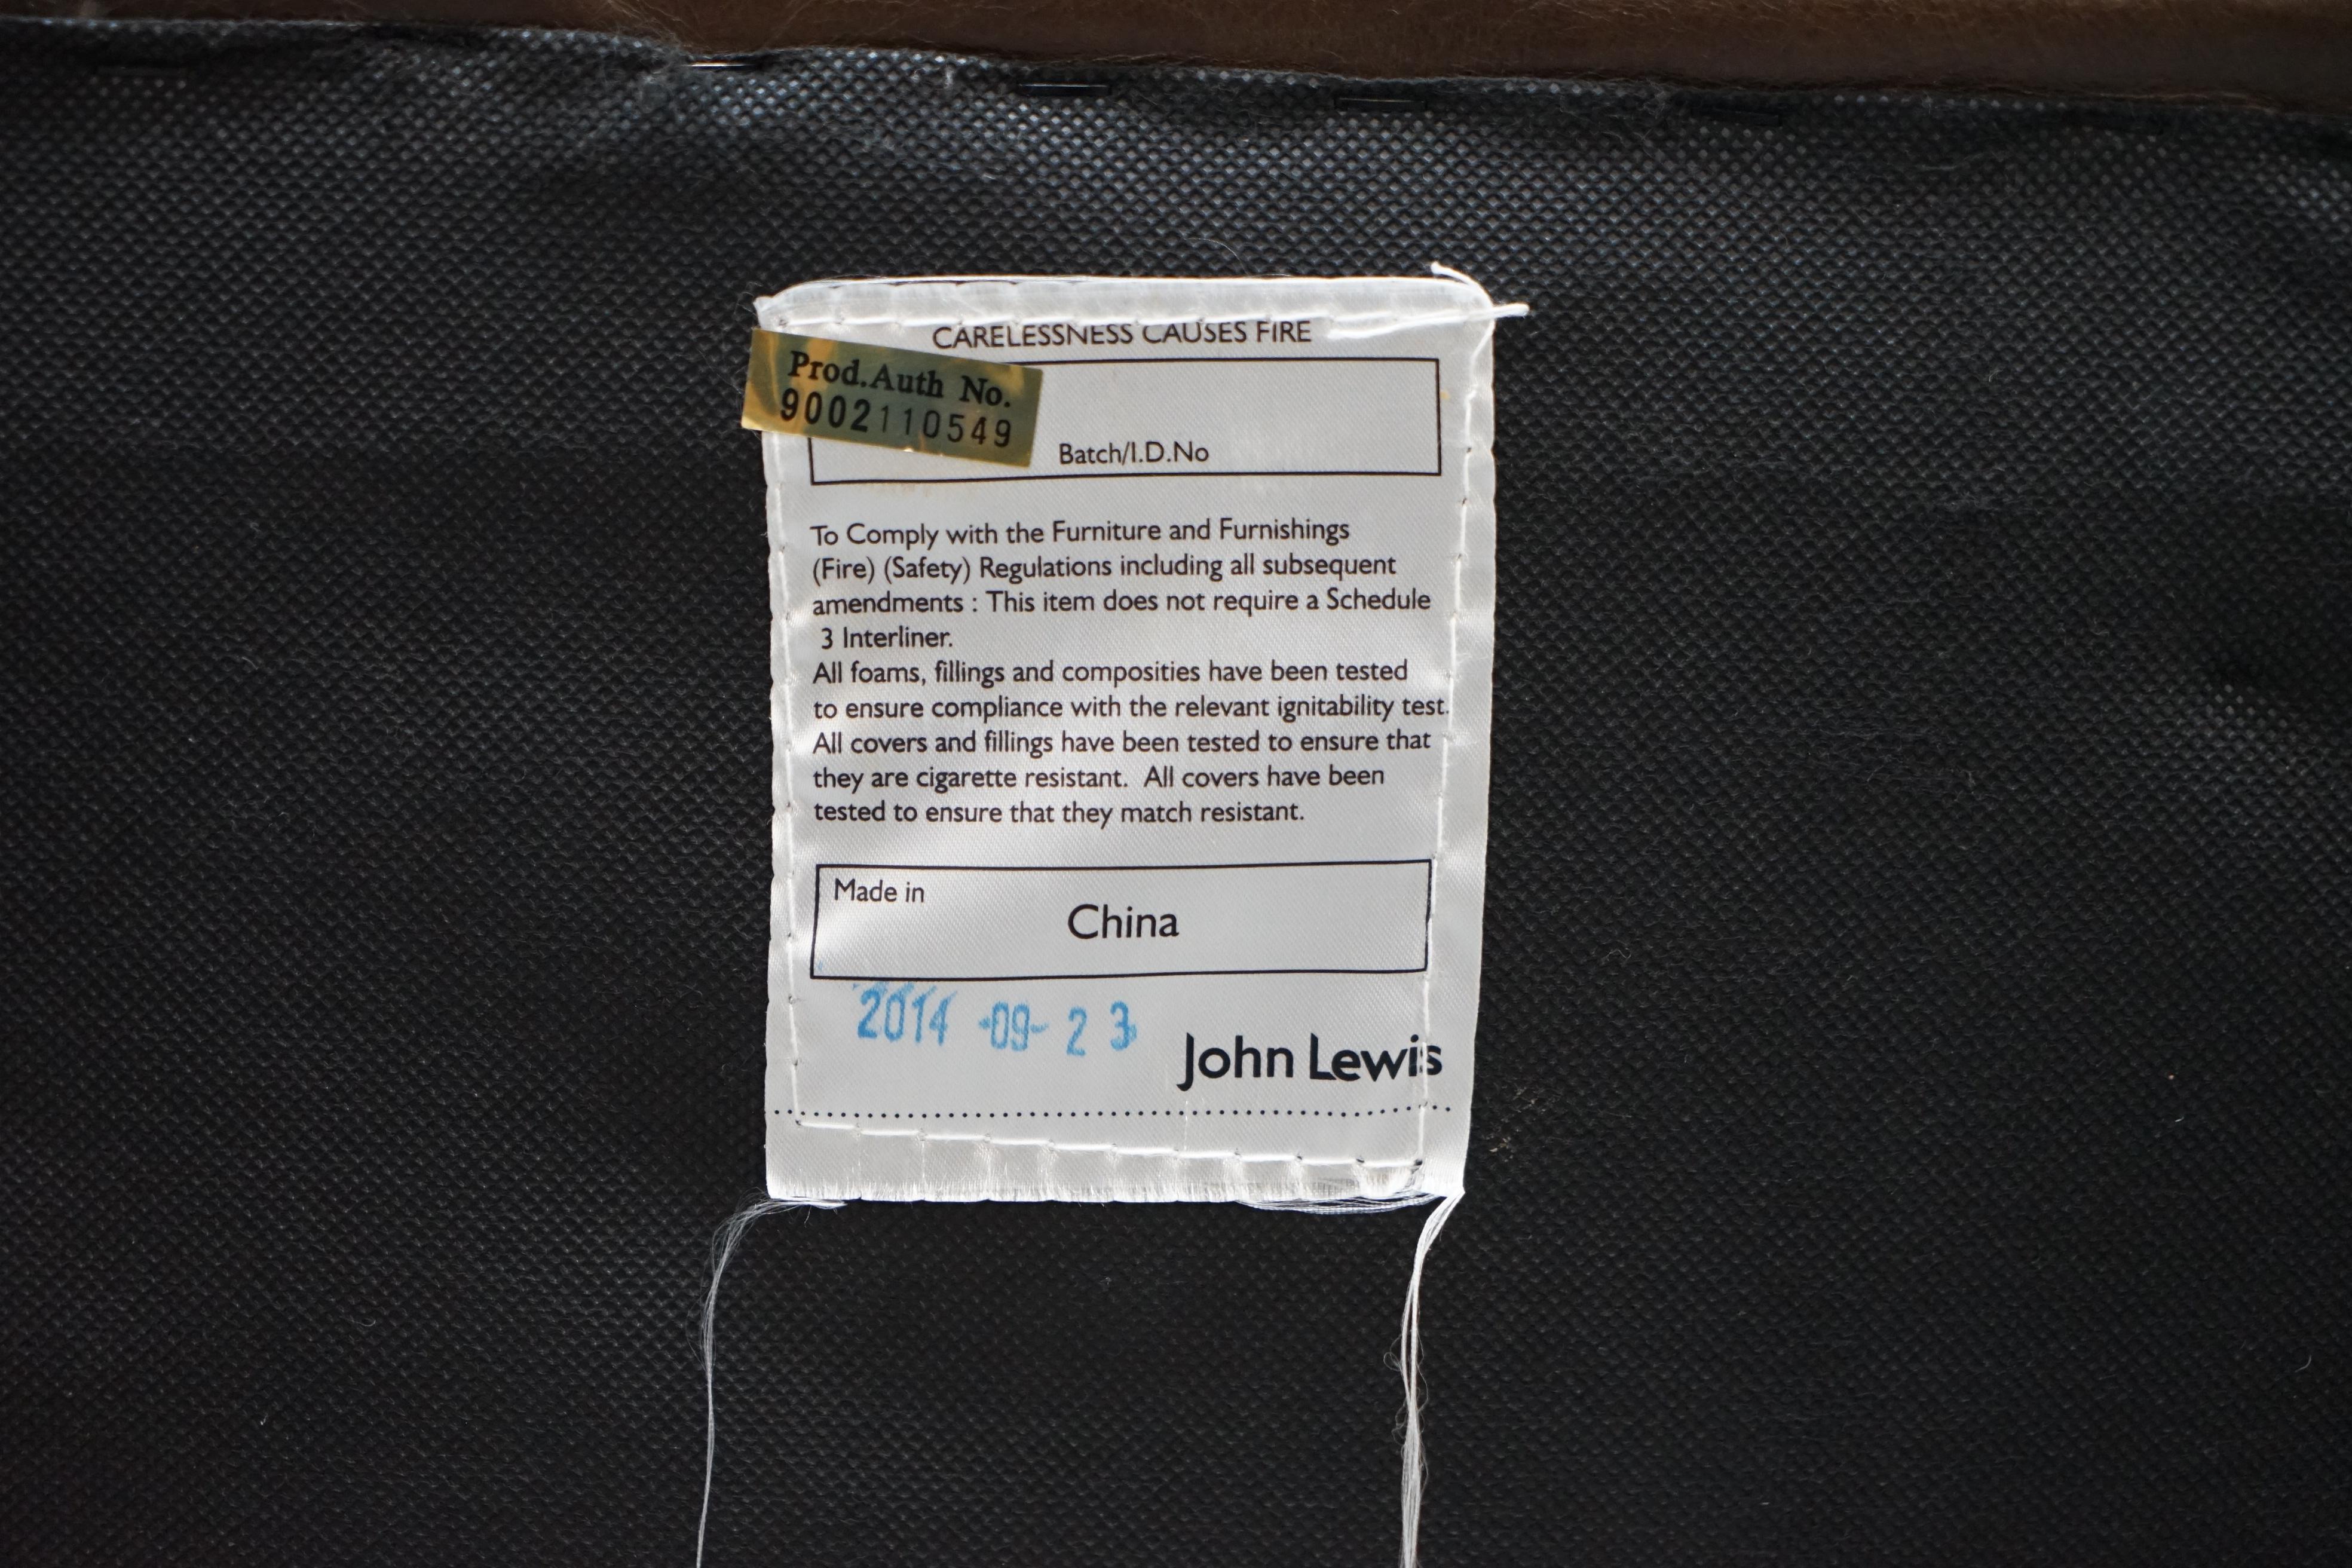 CARELESSNESS CAUSES FIRE
Prod.Auth No.
9002110549
Batch/I.D.No
To Comply with the Furniture and Furnishings
(Fire) (Safety) Regulations including all subsequent
amendments : This item does not require a Schedule
3 Interliner.
All foams, fillings and composities have been tested
to ensure compliance with the relevant ignitability test.
All covers and fillings have been tested to ensure that
they are cigarette resistant. All covers have been
tested to ensure that they match resistant.
Made in
China
2014-09-23
John Lewis